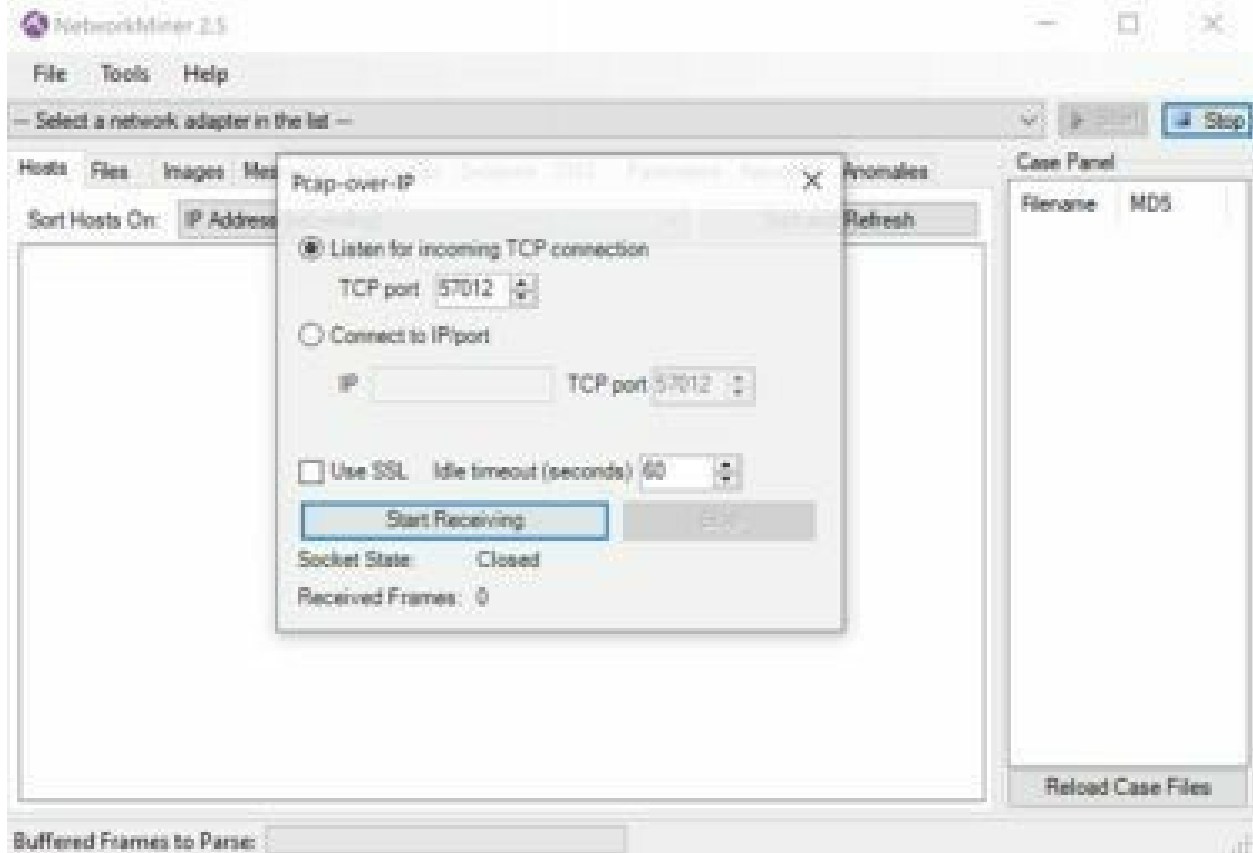 NetworkMiner 2.5
File Tools Help
--- Select a network adapter in the list ---
Stop
Hosts Files Images Mes
Anomalies
Sort Hosts On: IP Address
Refresh
Pcap-over-IP
Listen for incoming TCP connection
TCP port 57012
Connect to IP/port
IP TCP port 57012
Use SSL Idle timeout (seconds) 60
Start Receiving
Socket State: Closed
Received Frames: 0
Case Panel
Filename MD5
Reload Case Files
Buffered Frames to Parse: